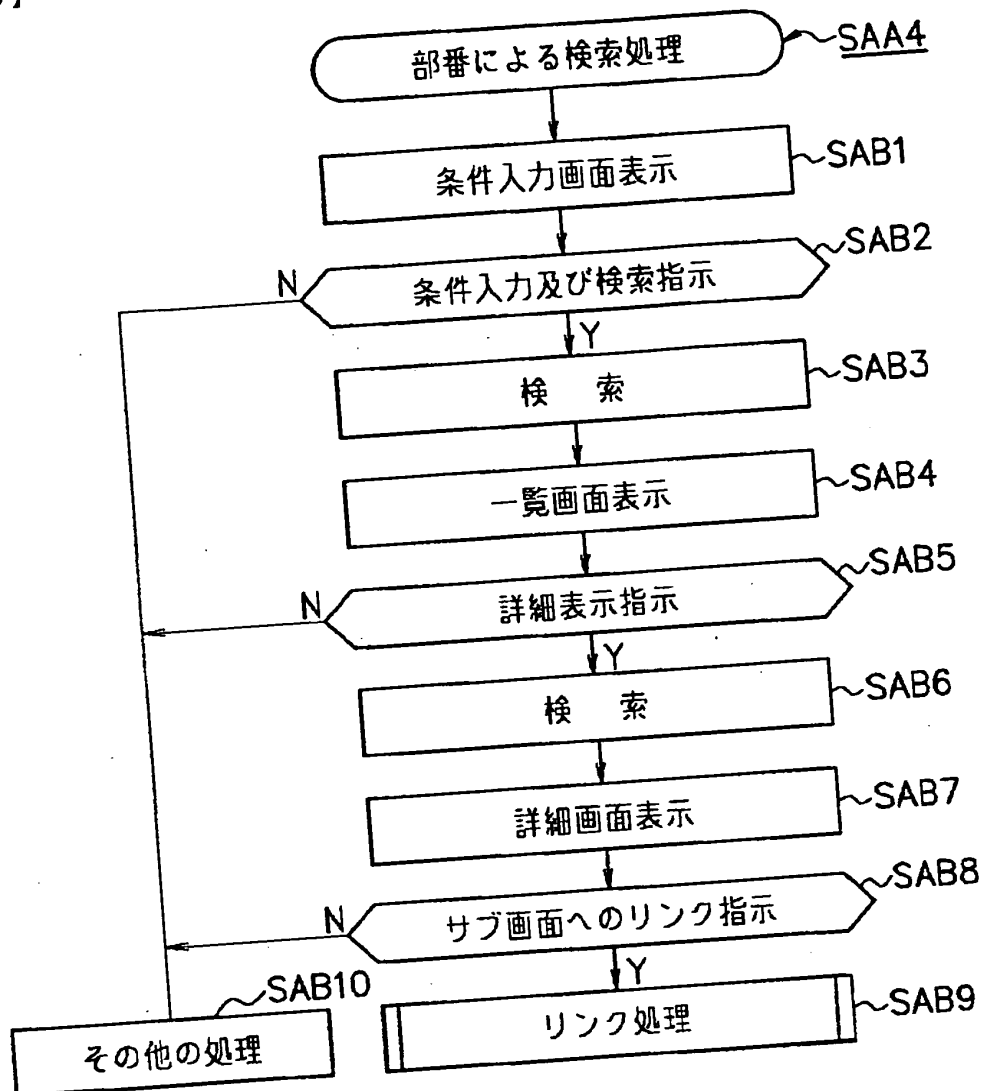 部番による検索処理
SAA4
条件入力画面表示
SAB1
条件入力及び検索指示
SAB2
N
Y
検 索
SAB3
一覧画面表示
SAB4
詳細表示指示
SAB5
N
Y
検 索
SAB6
詳細画面表示
SAB7
サブ画面へのリンク指示
SAB8
N
Y
リンク処理
SAB9
SAB10
その他の処理